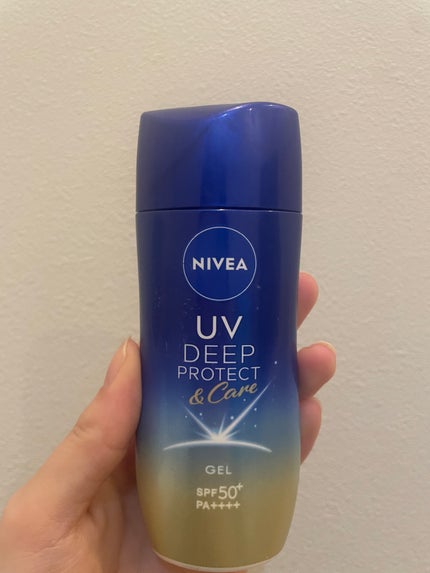 NIVEA
UV
DEEP
PROTECT
& Care
GEL
SPF50+
PA++++